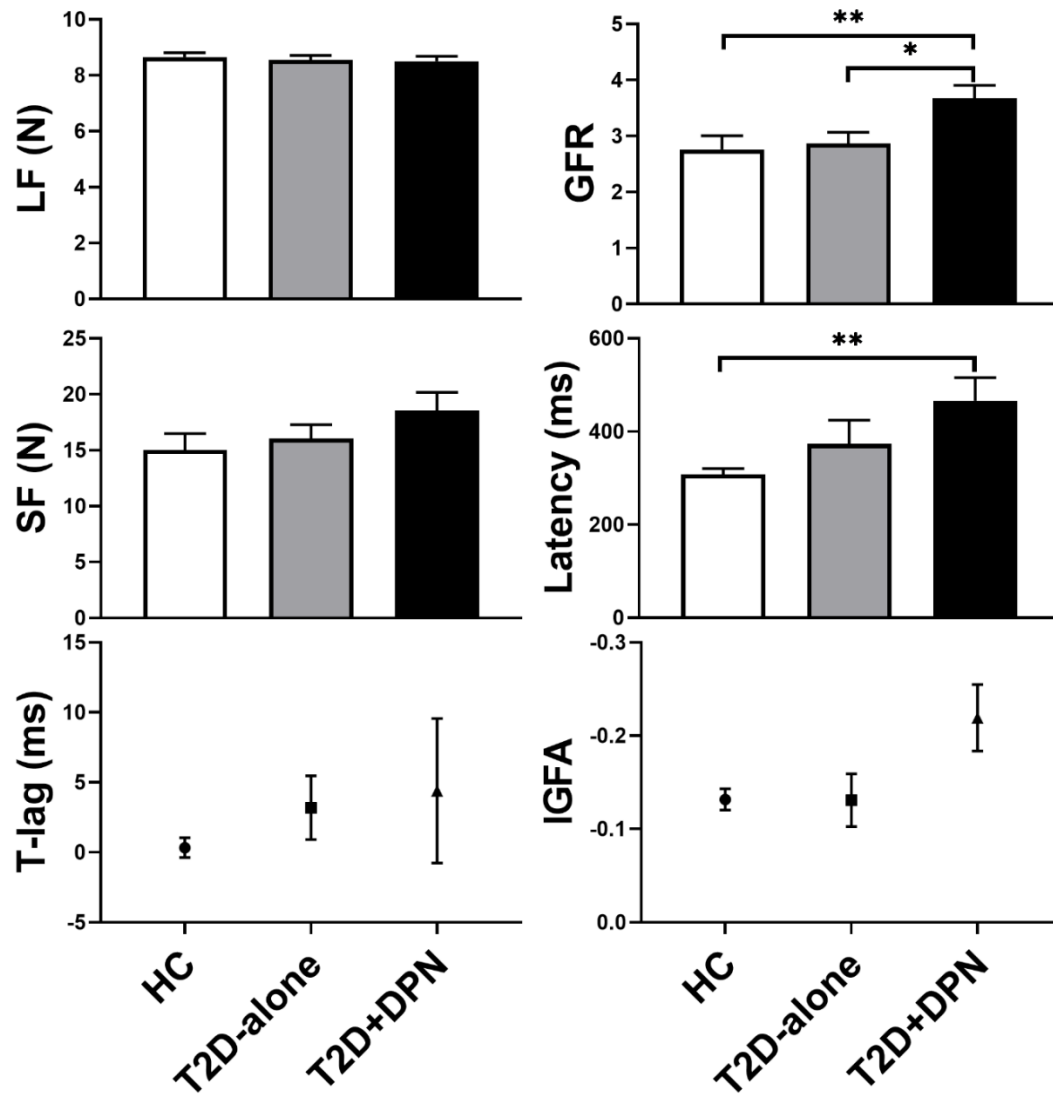 LF (N)
10
8
6
4
2
0
GFR
5
4
3
2
1
0
**
*
SF (N)
25
20
15
10
5
0
Latency (ms)
600
400
200
0
**
T-lag (ms)
15
10
5
0
-5
HC
T2D-alone
T2D+DPN
IGFA
-0.3
-0.2
-0.1
0.0
HC
T2D-alone
T2D+DPN